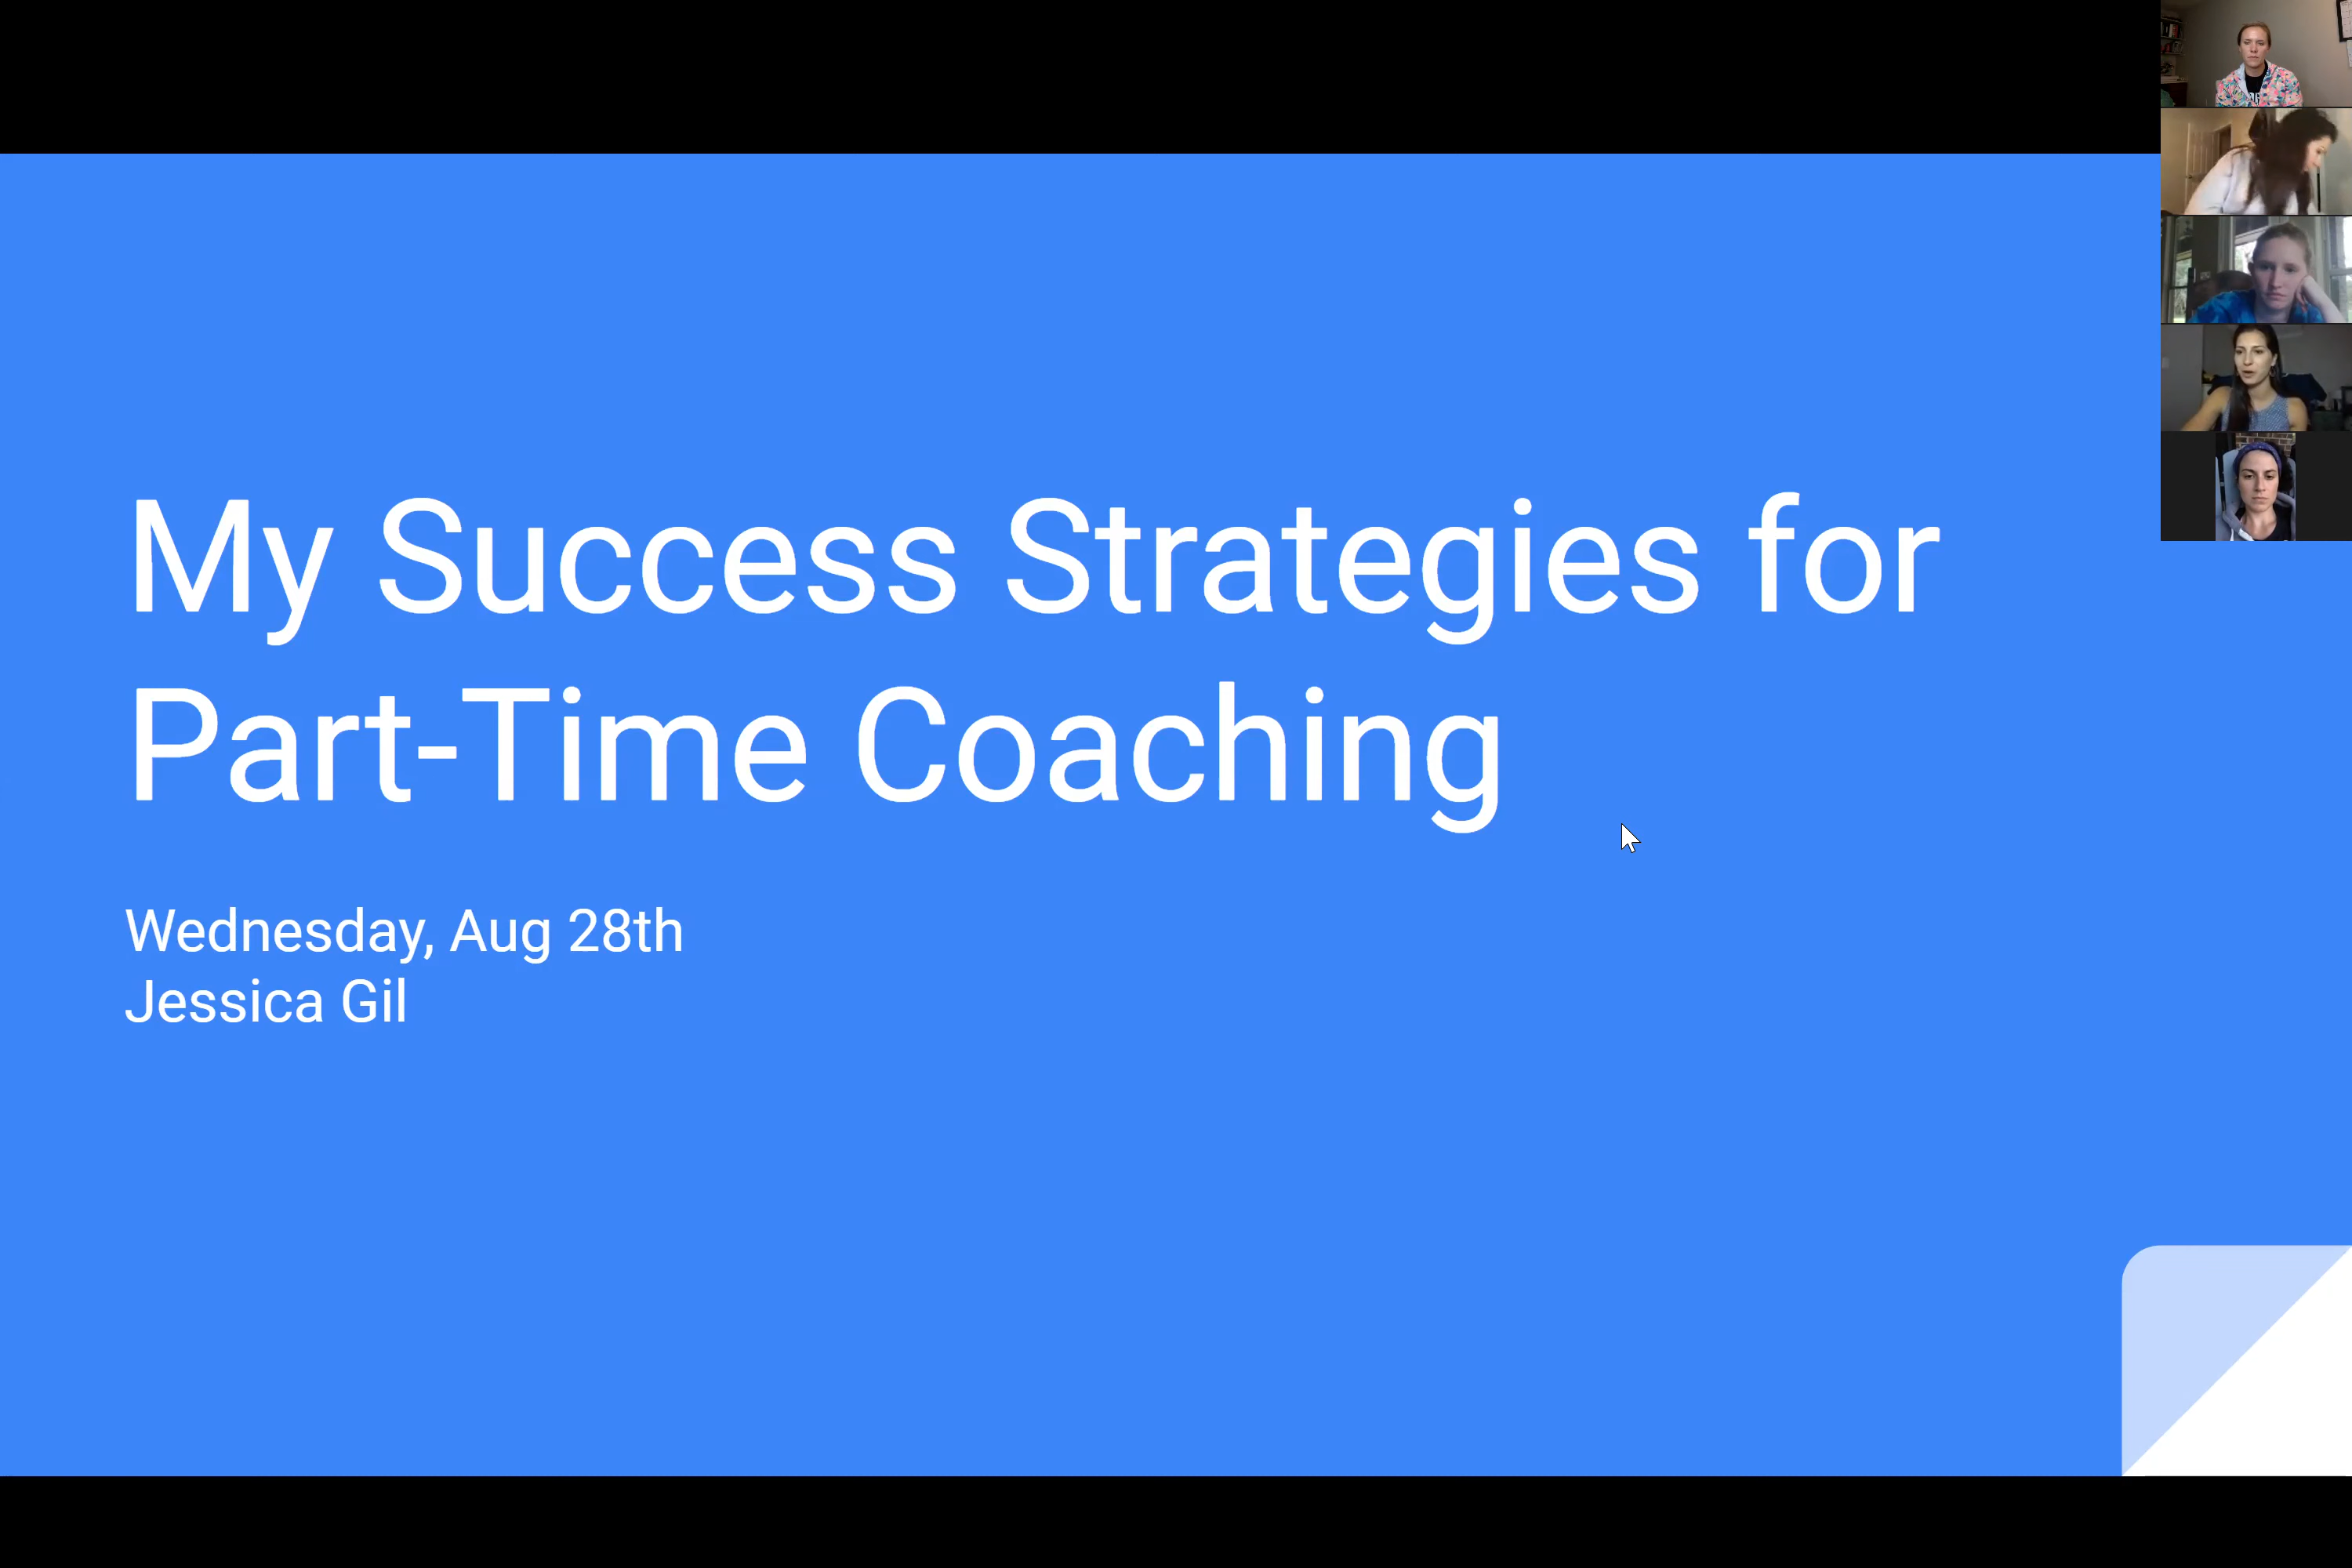 My Success Strategies for
Part-Time Coaching
Wednesday, Aug 28th
Jessica Gil